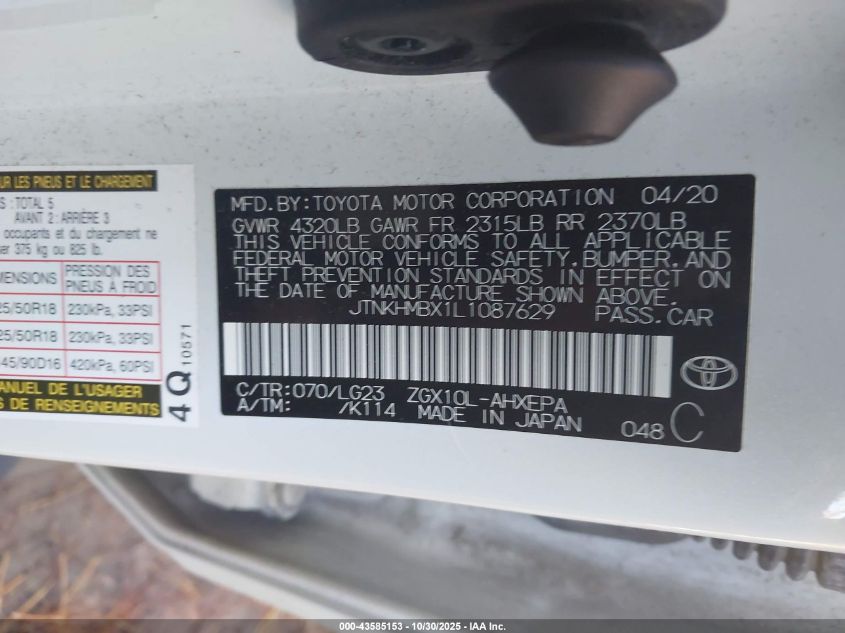 UR LES PNEUS ET LE CHARGEMENT
S : TOTAL 5
AVANT 2: ARRIÈRE 3
occupants et du chargement ne
er 375 kg ou 825 lb.
MENSIONS PRESSION DES PNEUS À FROID
25/50R18 230kPa, 33PSI
25/50R18 230kPa, 33PSI
45/90D16 420kPa, 60PSI
ANUEL DE L'USAGER
S DE RENSEIGNEMENTS
4Q 10571
MFD. BY: TOYOTA MOTOR CORPORATION 04/20
GVWR 4320LB GAWR FR 2315LB RR 2370LB
THIS VEHICLE CONFORMS TO ALL APPLICABLE
FEDERAL MOTOR VEHICLE SAFETY, BUMPER, AND
THEFT PREVENTION STANDARDS IN EFFECT ON
THE DATE OF MANUFACTURE SHOWN ABOVE.
JTNKHMBX1L1087629 PASS. CAR
C/TR: 070/LG23 ZGX10L-AHXEPA
A/TM: /K114 MADE IN JAPAN 048 C
000-43585153 - 10/30/2025 - IAA Inc.